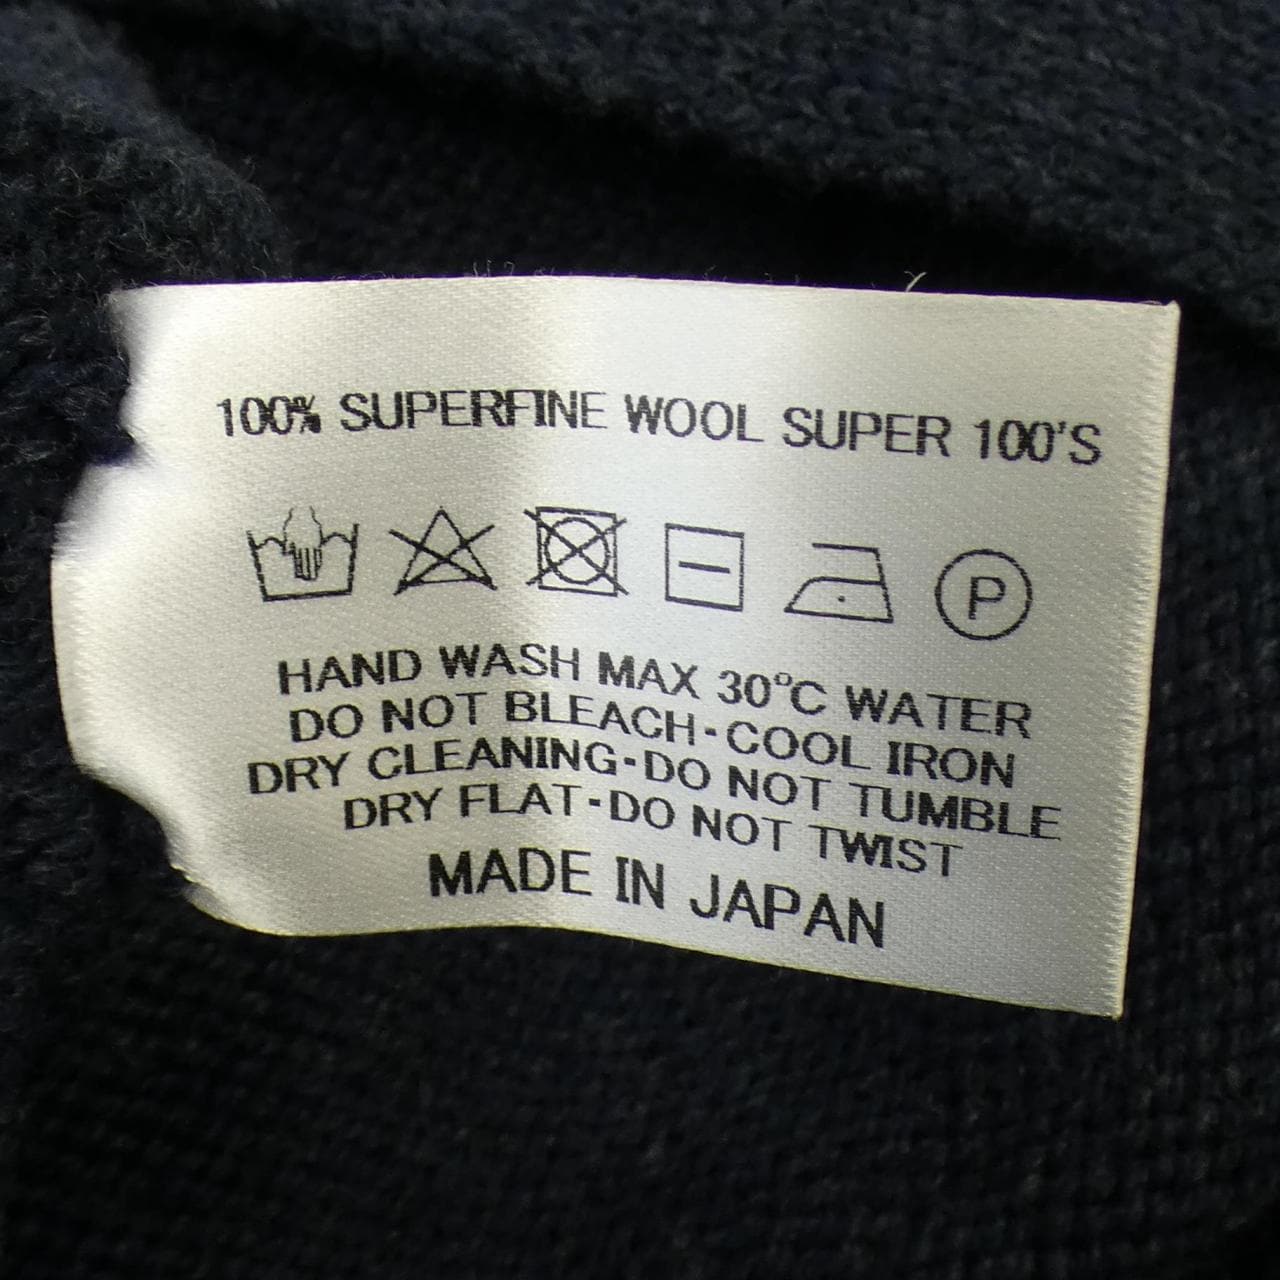 100% SUPERFINE WOOL SUPER 100'S
P
HAND WASH MAX 30°C WATER
DO NOT BLEACH-COOL IRON
DRY CLEANING-DO NOT TUMBLE
DRY FLAT-DO NOT TWIST
MADE IN JAPAN